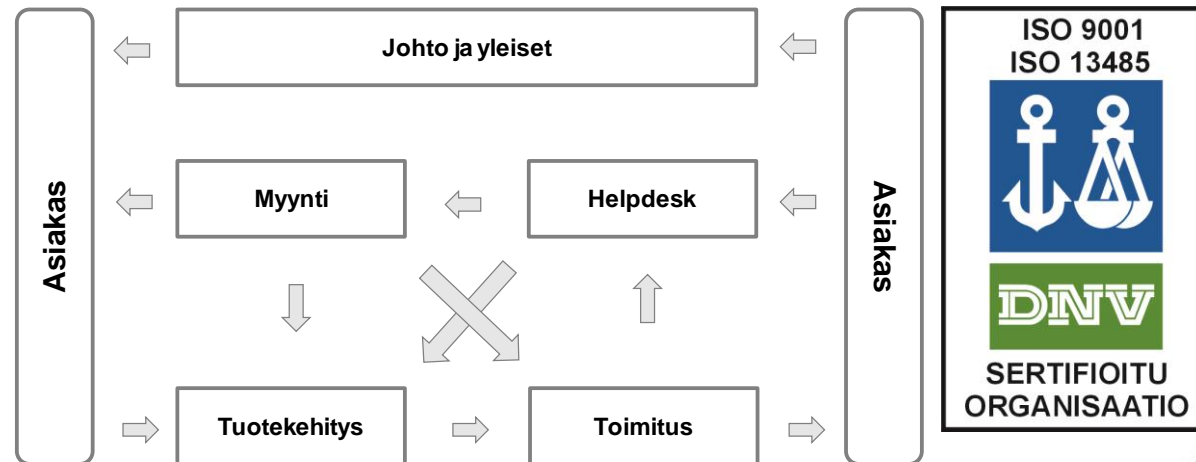 Asiakas
Johto ja yleiset
Myynti
Helpdesk
Tuotekehitys
Toimitus
Asiakas
ISO 9001
ISO 13485
DNV
SERTIFIOITU
ORGANISAATIO